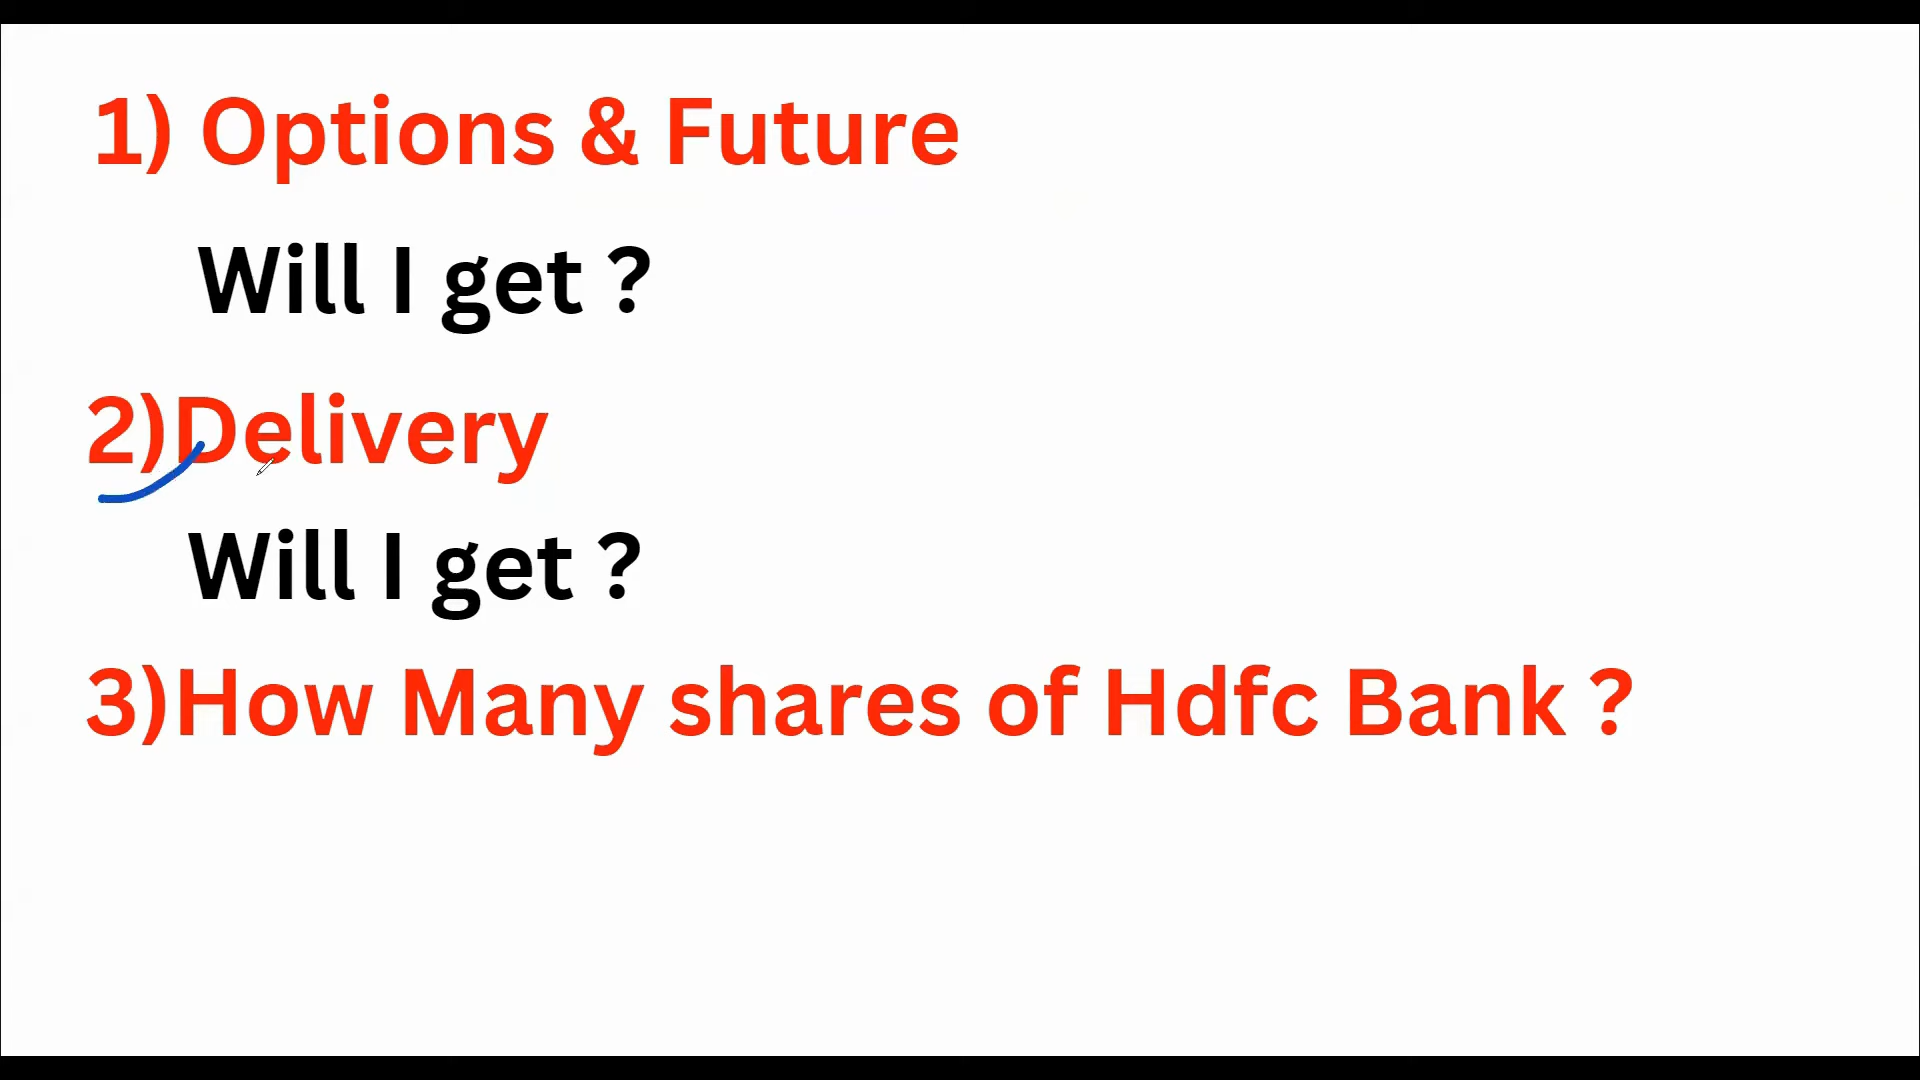 1) Options & Future
Will I get ?
2)Delivery
Will I get ?
3)How Many shares of Hdfc Bank ?